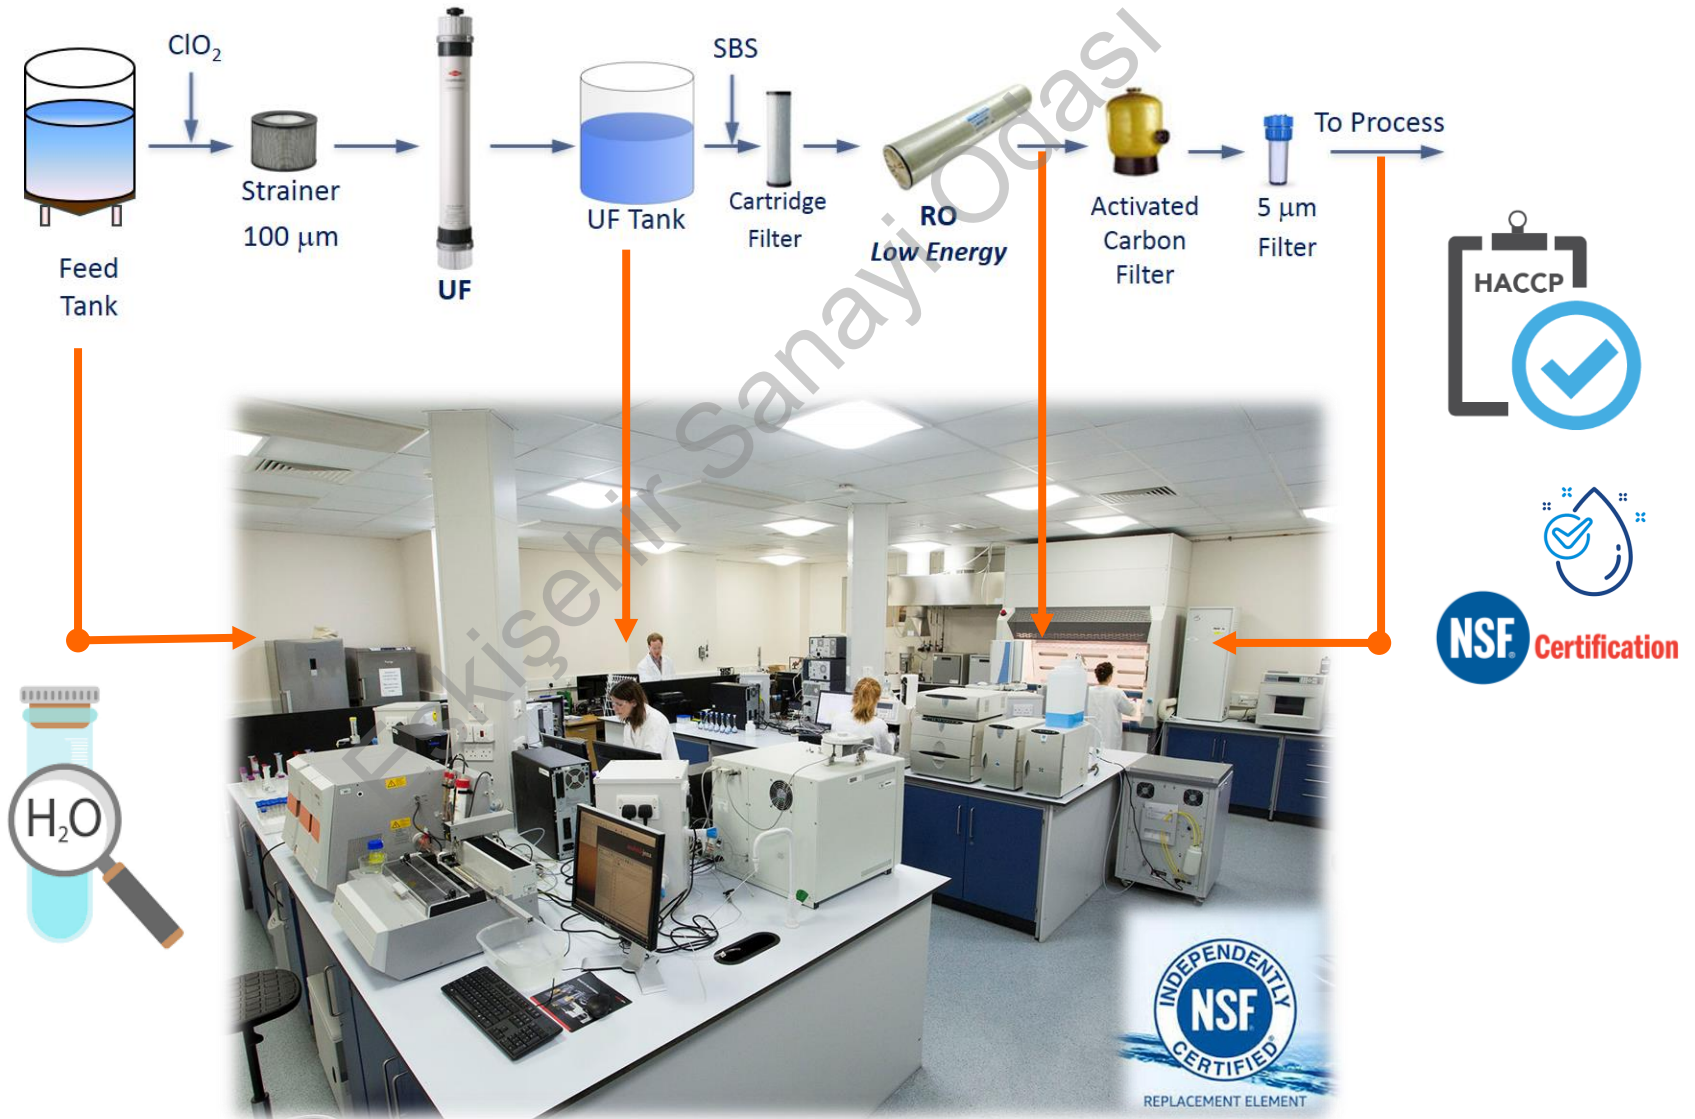 ClO2
SBS
To Process
Strainer
100 μm
UF
UF Tank
Cartridge
Filter
RO
Low Energy
Activated
Carbon
Filter
5 μm
Filter
Feed
Tank
HACCP
Eskişehir Sanayi Odası
NSF.
Certification
H2O
INDEPENDENTLY
NSF
CERTIFIED
REPLACEMENT ELEMENT